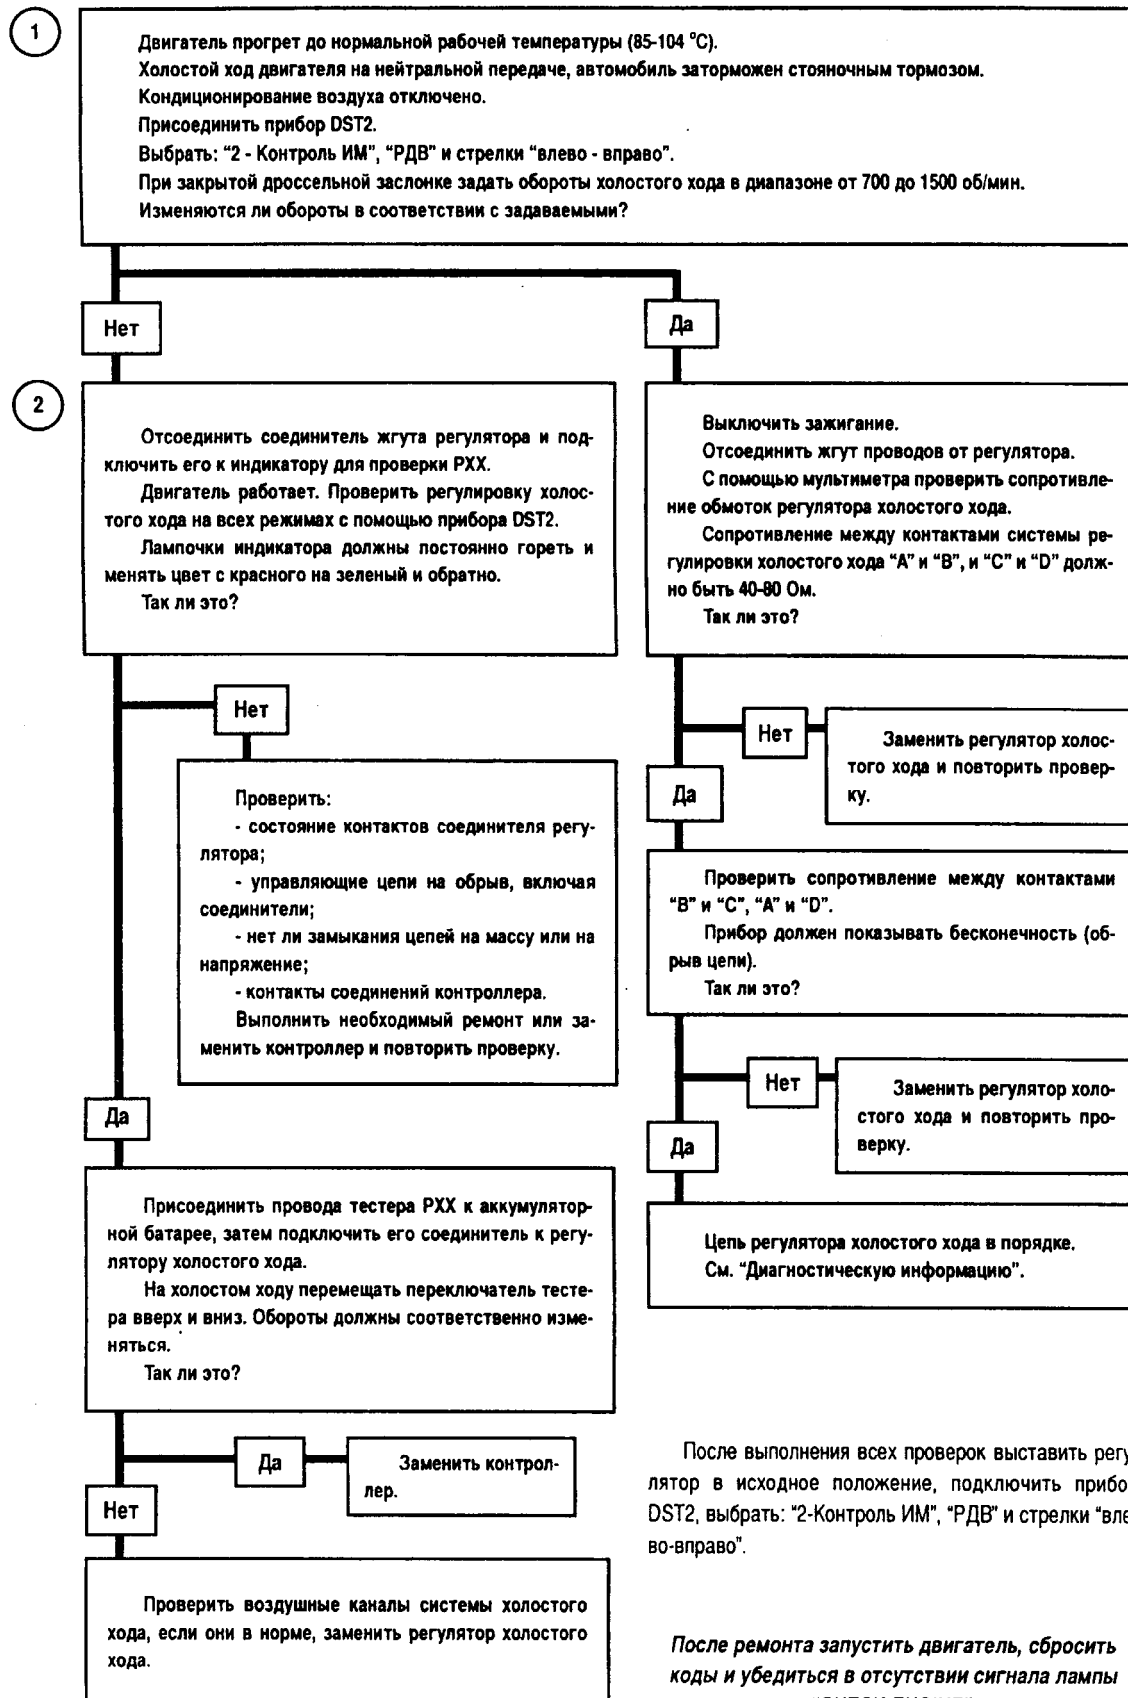 1
Двигатель прогрет до нормальной рабочей температуры (85-104 °С).
Холостой ход двигателя на нейтральной передаче, автомобиль заторможен стояночным тормозом.
Кондиционирование воздуха отключено.
Присоединить прибор DST2.
Выбрать: “2 - Контроль ИМ”, “РДВ” и стрелки “влево - вправо”.
При закрытой дроссельной заслонке задать обороты холостого хода в диапазоне от 700 до 1500 об/мин.
Изменяются ли обороты в соответствии с задаваемыми?
Нет
Да
2
Отсоединить соединитель жгута регулятора и под-
ключить его к индикатору для проверки РХХ.
Двигатель работает. Проверить регулировку холос-
того хода на всех режимах с помощью прибора DST2.
Лампочки индикатора должны постоянно гореть и
менять цвет с красного на зеленый и обратно.
Так ли это?
Выключить зажигание.
Отсоединить жгут проводов от регулятора.
С помощью мультиметра проверить сопротивле-
ние обмоток регулятора холостого хода.
Сопротивление между контактами системы ре-
гулировки холостого хода “А” и “В”, и “С” и “D” долж-
но быть 40-80 Ом.
Так ли это?
Нет
Проверить:
- состояние контактов соединителя регу-
лятора;
- управляющие цепи на обрыв, включая
соединители;
- нет ли замыкания цепей на массу или на
напряжение;
- контакты соединений контроллера.
Выполнить необходимый ремонт или за-
менить контроллер и повторить проверку.
Нет
Заменить регулятор холос-
того хода и повторить провер-
ку.
Да
Проверить сопротивление между контактами
“В” и “С”, “А” и “D”.
Прибор должен показывать бесконечность (об-
рыв цепи).
Так ли это?
Нет
Заменить регулятор холо-
стого хода и повторить про-
верку.
Да
Цепь регулятора холостого хода в порядке.
См. “Диагностическую информацию”.
Да
Присоединить провода тестера РХХ к аккумулятор-
ной батарее, затем подключить его соединитель к регу-
лятору холостого хода.
На холостом ходу перемещать переключатель тесте-
ра вверх и вниз. Обороты должны соответственно изме-
няться.
Так ли это?
Да
Заменить контрол-
лер.
Нет
Проверить воздушные каналы системы холостого
хода, если они в норме, заменить регулятор холостого
хода.
После выполнения всех проверок выставить регу
лятор в исходное положение, подключить прибо
DST2, выбрать: “2-Контроль ИМ”, “РДВ” и стрелки “вле
во-вправо”.
После ремонта запустить двигатель, сбросить
коды и убедиться в отсутствии сигнала лампы